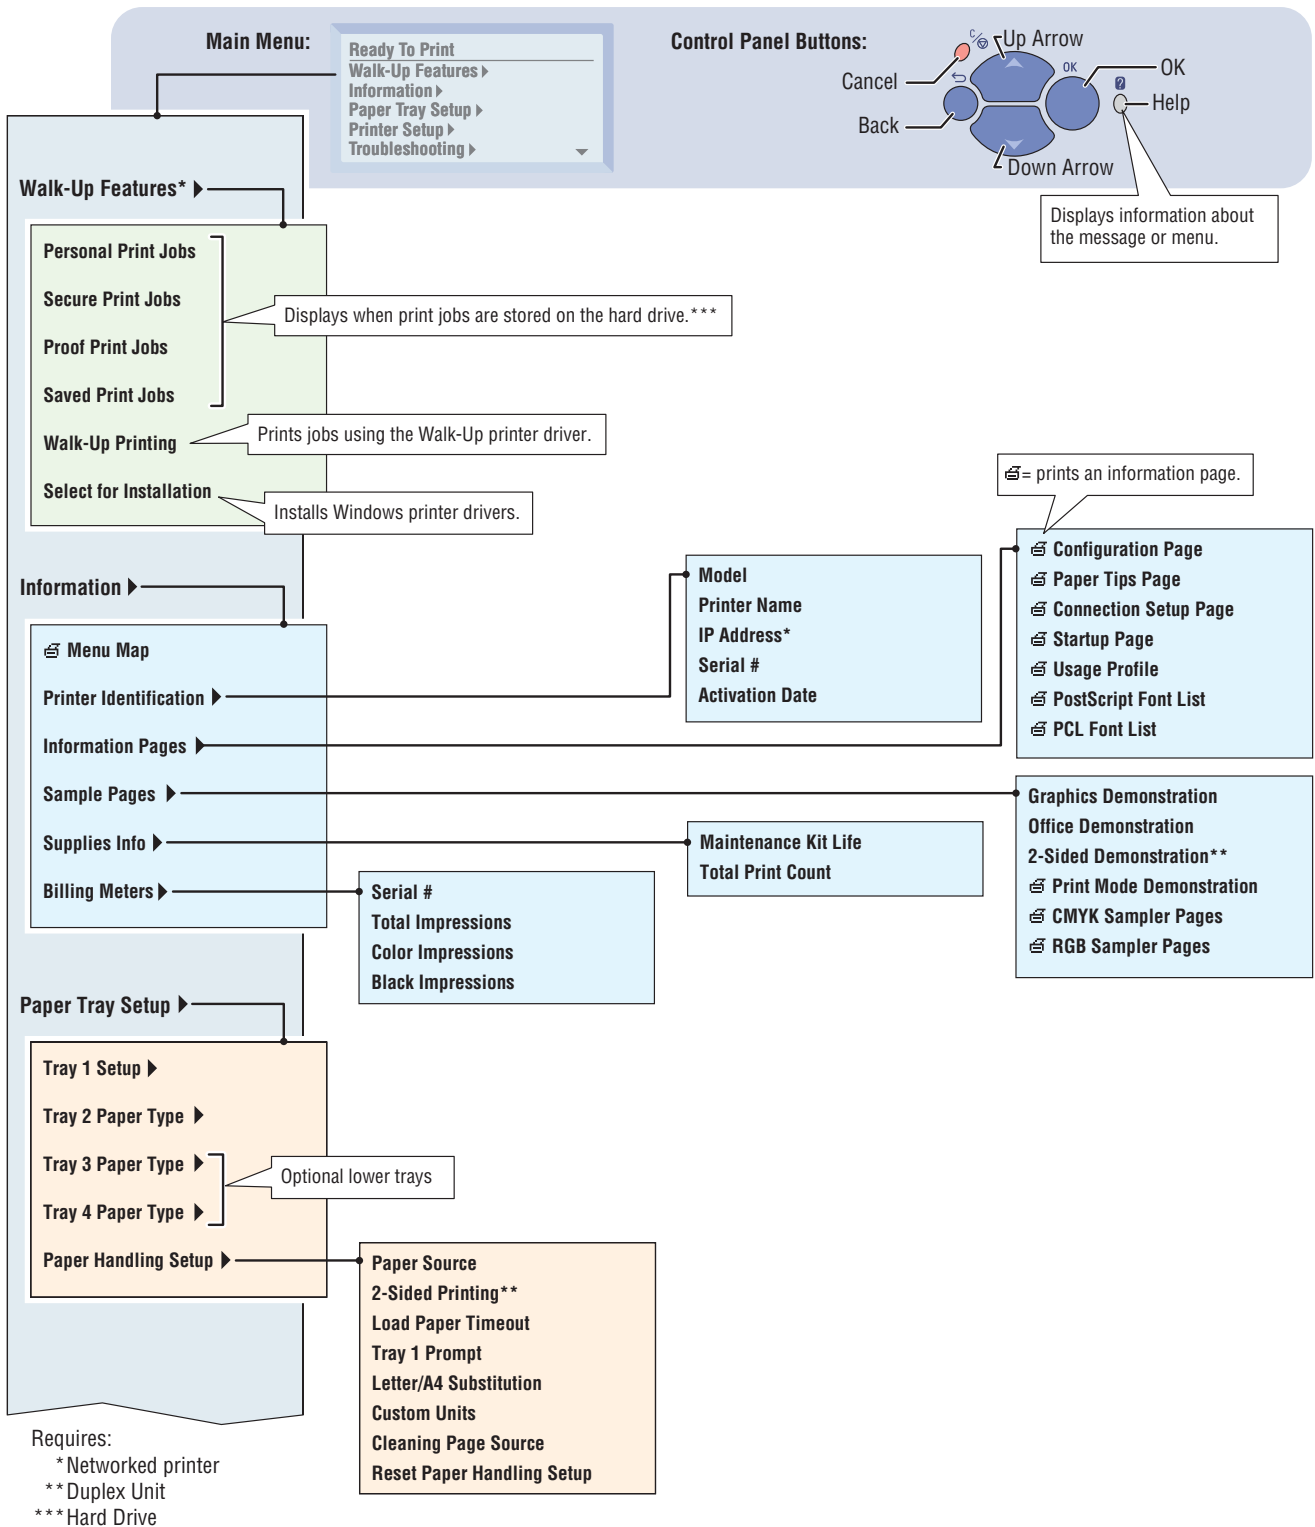 Main Menu:
Ready To Print
Walk-Up Features
Information
Paper Tray Setup
Printer Setup
Troubleshooting
Control Panel Buttons:
C/
Up Arrow
Cancel
OK
OK
?
Help
Back
Down Arrow
Displays information about
the message or menu.
Walk-Up Features*
Personal Print Jobs
Secure Print Jobs
Proof Print Jobs
Saved Print Jobs
Displays when print jobs are stored on the hard drive.***
Walk-Up Printing
Prints jobs using the Walk-Up printer driver.
Select for Installation
Installs Windows printer drivers.
= prints an information page.
Information
Menu Map
Printer Identification
Information Pages
Sample Pages
Supplies Info
Billing Meters
Model
Printer Name
IP Address*
Serial #
Activation Date
Configuration Page
Paper Tips Page
Connection Setup Page
Startup Page
Usage Profile
PostScript Font List
PCL Font List
Graphics Demonstration
Office Demonstration
2-Sided Demonstration**
Print Mode Demonstration
CMYK Sampler Pages
RGB Sampler Pages
Maintenance Kit Life
Total Print Count
Serial #
Total Impressions
Color Impressions
Black Impressions
Paper Tray Setup
Tray 1 Setup
Tray 2 Paper Type
Tray 3 Paper Type
Tray 4 Paper Type
Optional lower trays
Paper Handling Setup
Paper Source
2-Sided Printing**
Load Paper Timeout
Tray 1 Prompt
Letter/A4 Substitution
Custom Units
Cleaning Page Source
Reset Paper Handling Setup
Requires:
*Networked printer
**Duplex Unit
***Hard Drive